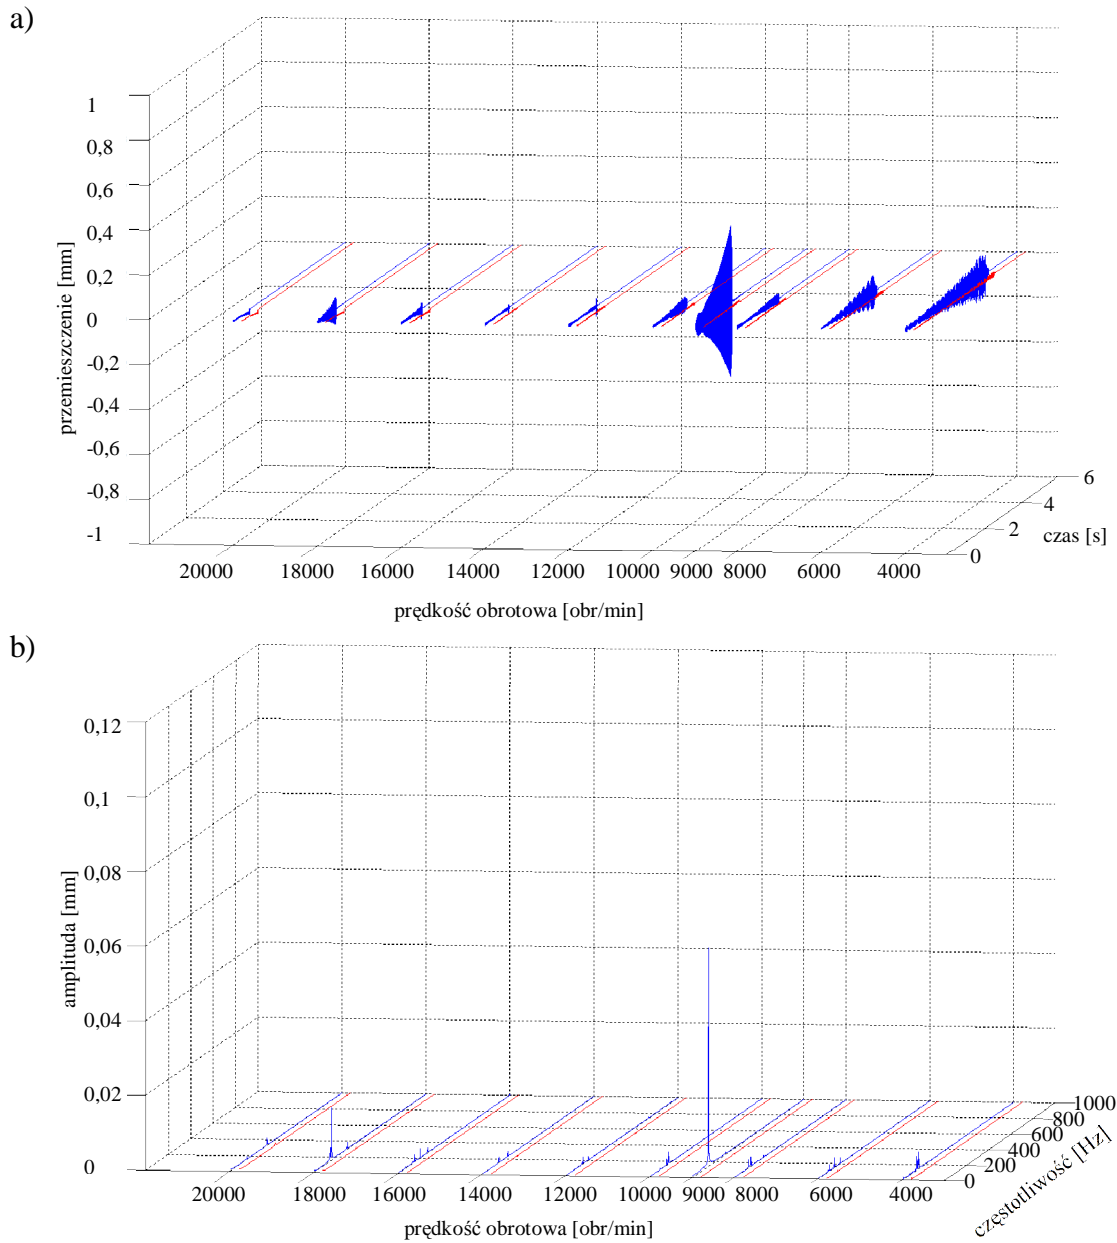 a)
1
0,8
0,6
0,4
0,2
0
-0,2
-0,4
-0,6
-0,8
-1
przemieszczenie [mm]
20000 18000 16000 14000 12000 10000 9000 8000 6000 4000
prędkość obrotowa [obr/min]
0 2 4 6
czas [s]
b)
0,12
0,1
0,08
0,06
0,04
0,02
0
amplituda [mm]
20000 18000 16000 14000 12000 10000 9000 8000 6000 4000
prędkość obrotowa [obr/min]
0 200 400 600 800 1000
częstotliwość [Hz]